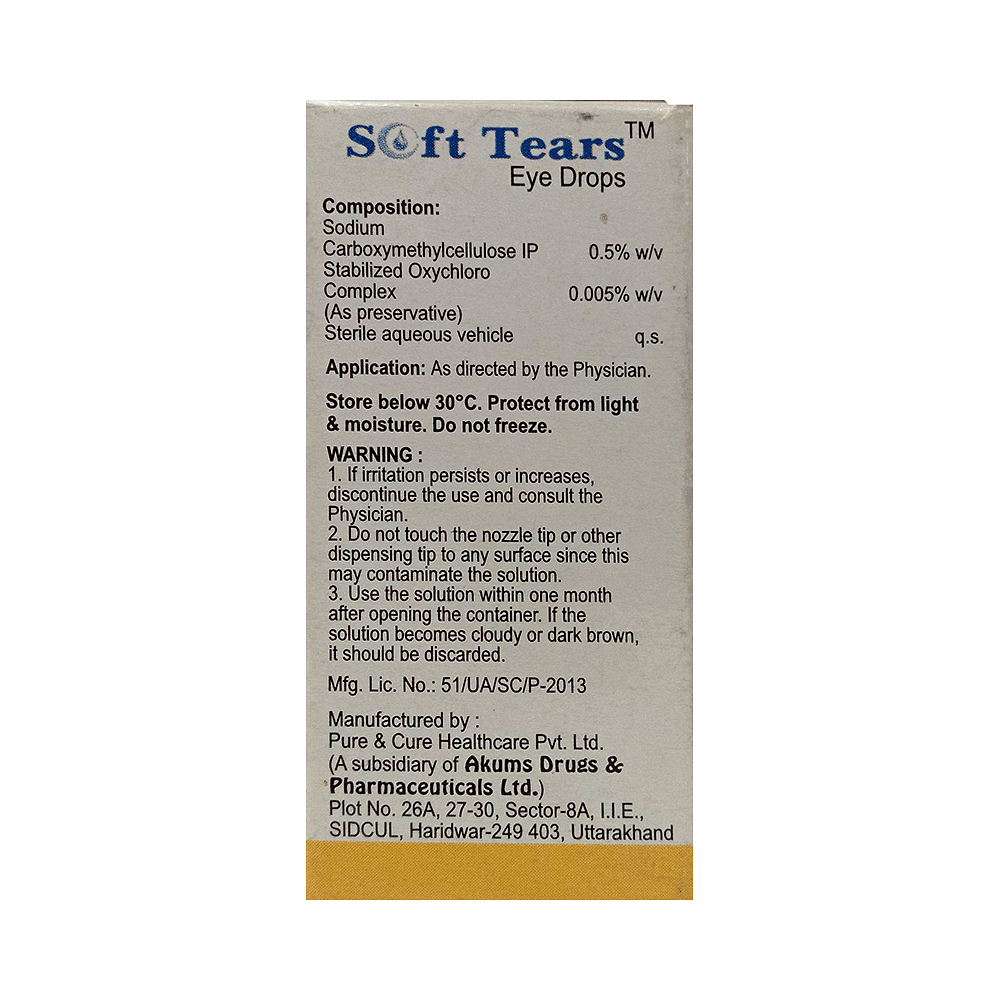 Soft Tears™
Eye Drops
Composition:
Sodium
Carboxymethylcellulose IP 0.5% w/v
Stabilized Oxychloro
Complex 0.005% w/v
(As preservative)
Sterile aqueous vehicle q.s.
Application: As directed by the Physician.
Store below 30°C. Protect from light
& moisture. Do not freeze.
WARNING :
1. If irritation persists or increases,
discontinue the use and consult the
Physician.
2. Do not touch the nozzle tip or other
dispensing tip to any surface since this
may contaminate the solution.
3. Use the solution within one month
after opening the container. If the
solution becomes cloudy or dark brown,
it should be discarded.
Mfg. Lic. No.: 51/UA/SC/P-2013
Manufactured by :
Pure & Cure Healthcare Pvt. Ltd.
(A subsidiary of Akums Drugs &
Pharmaceuticals Ltd.)
Plot No. 26A, 27-30, Sector-8A, I.I.E.,
SIDCUL, Haridwar-249 403, Uttarakhand